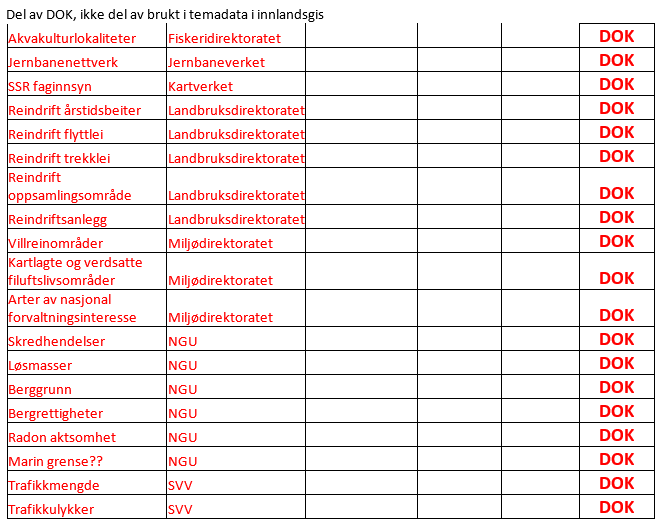 Del av DOK, ikke del av brukt i temadata i innlandsgis
Akvakulturlokaliteter Fiskeridirektoratet DOK
Jernbanenettverk Jernbaneverket DOK
SSR faginnsyn Kartverket DOK
Reindrift årstidsbeiter Landbruksdirektoratet DOK
Reindrift flyttlei Landbruksdirektoratet DOK
Reindrift trekklei Landbruksdirektoratet DOK
Reindrift
oppsamlingsområde Landbruksdirektoratet DOK
Reindriftsanlegg Landbruksdirektoratet DOK
Villreinområder Miljødirektoratet DOK
Kartlagte og verdsatte
filuftslivsområder Miljødirektoratet DOK
Arter av nasjonal
forvaltningsinteresse Miljødirektoratet DOK
Skredhendelser NGU DOK
Løsmasser NGU DOK
Berggrunn NGU DOK
Bergrettigheter NGU DOK
Radon aktsomhet NGU DOK
Marin grense?? NGU DOK
Trafikkmengde SVV DOK
Trafikkulykker SVV DOK